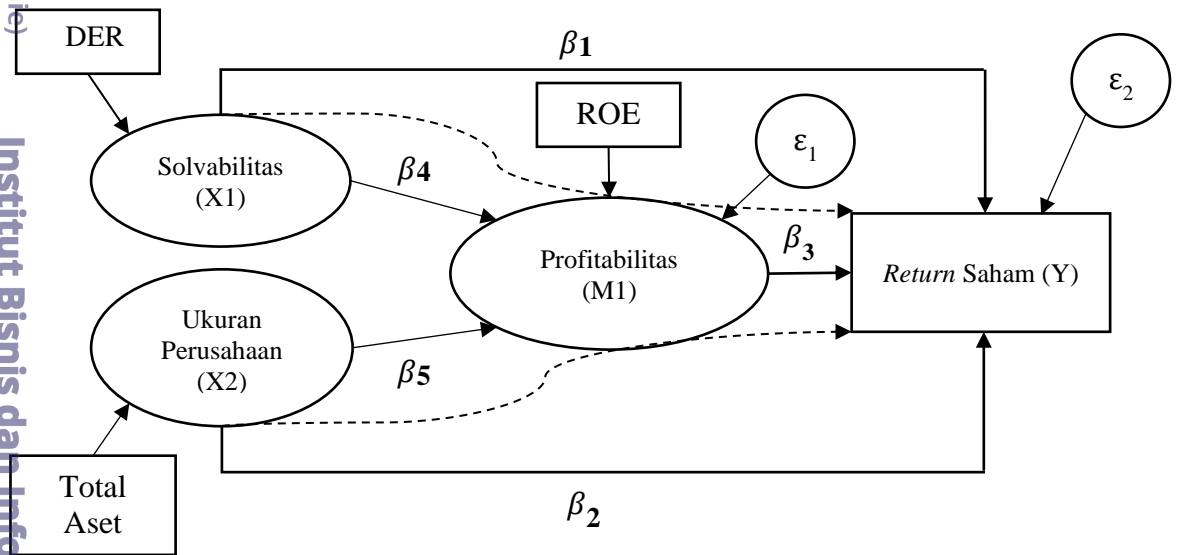 ie)
Institut Bisnis dan Info
DER
β1
ε2
ROE
ε1
Solvabilitas
(X1)
β4
β3
Profitabilitas
(M1)
Return Saham (Y)
Ukuran
Perusahaan
(X2)
β5
Total
Aset
β2